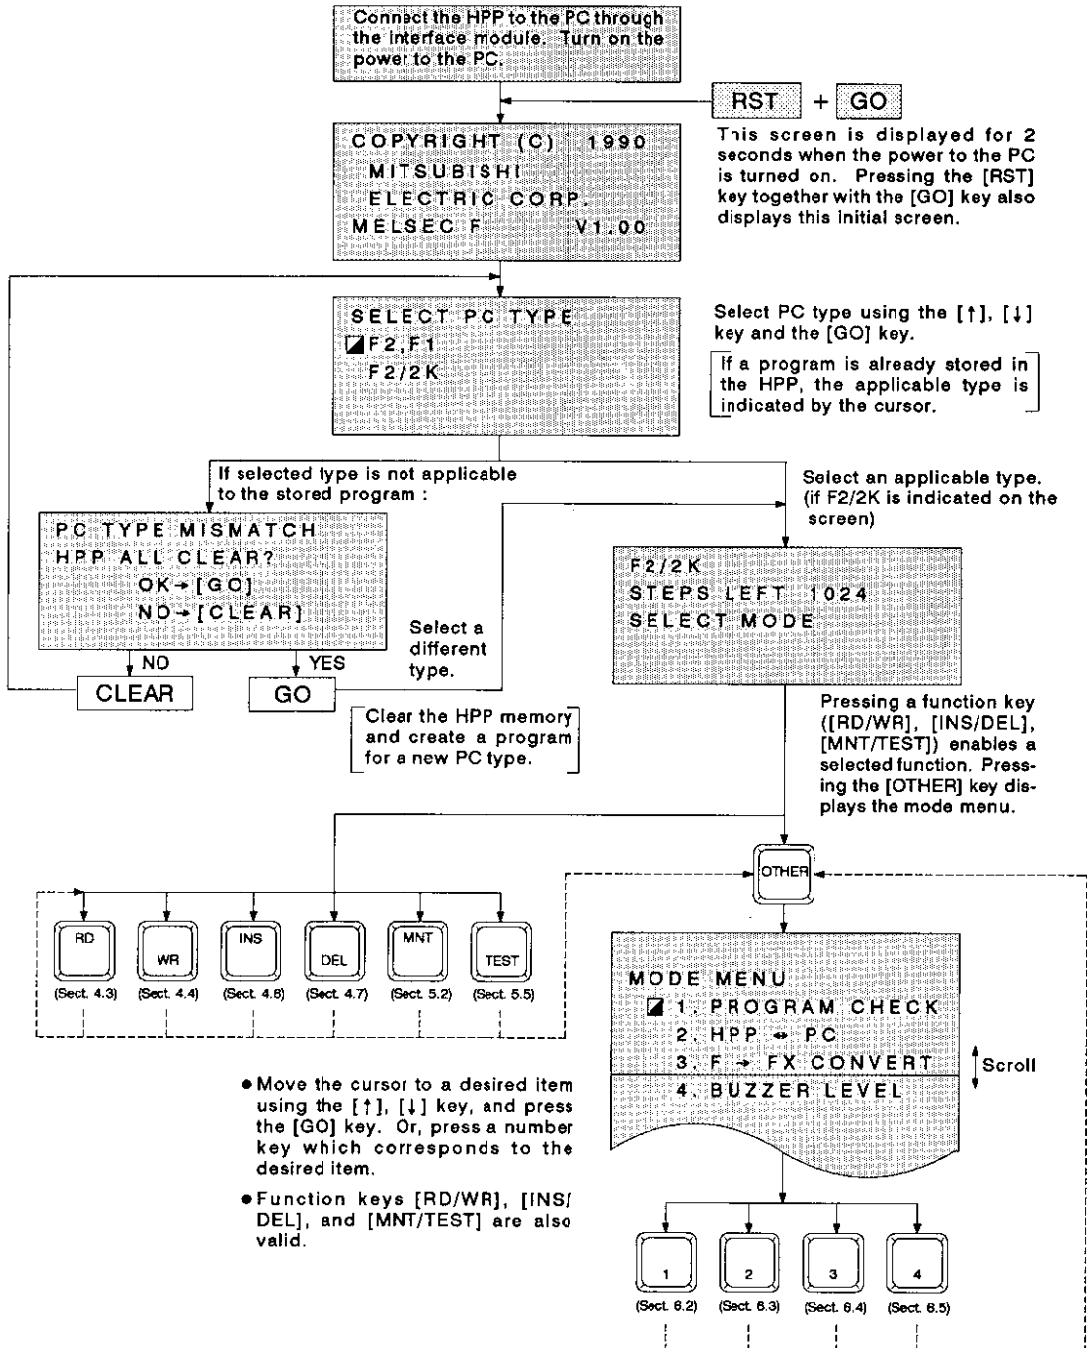 Connect the HPP to the PC through
the interface module. Turn on the
power to the PC.
RST + GO
This screen is displayed for 2
seconds when the power to the PC
is turned on. Pressing the [RST]
key together with the [GO] key also
displays this initial screen.
COPYRIGHT (C) 1990
MITSUBISHI
ELECTRIC CORP.
MELSEC F V1.00
SELECT PC TYPE
F2,F1
F2/2K
Select PC type using the [↑], [↓]
key and the [GO] key.
If a program is already stored in
the HPP, the applicable type is
indicated by the cursor.
If selected type is not applicable
to the stored program :
Select an applicable type.
(if F2/2K is indicated on the
screen)
PC TYPE MISMATCH
HPP ALL CLEAR?
OK→[GO]
NO→[CLEAR]
NO
YES
CLEAR
GO
Select a
different
type.
Clear the HPP memory
and create a program
for a new PC type.
F2/2K
STEPS LEFT 1024
SELECT MODE
Pressing a function key
([RD/WR], [INS/DEL],
[MNT/TEST]) enables a
selected function. Press-
ing the [OTHER] key dis-
plays the mode menu.
OTHER
RD
WR
INS
DEL
MNT
TEST
(Sect. 4.3)
(Sect. 4.4)
(Sect. 4.6)
(Sect. 4.7)
(Sect. 5.2)
(Sect. 5.5)
MODE MENU
1. PROGRAM CHECK
2. HPP ↔ PC
3. F → FX CONVERT
4. BUZZER LEVEL
Scroll
● Move the cursor to a desired item
using the [↑], [↓] key, and press
the [GO] key. Or, press a number
key which corresponds to the
desired item.
● Function keys [RD/WR], [INS/
DEL], and [MNT/TEST] are also
valid.
1
2
3
4
(Sect. 6.2)
(Sect. 6.3)
(Sect. 6.4)
(Sect. 6.5)